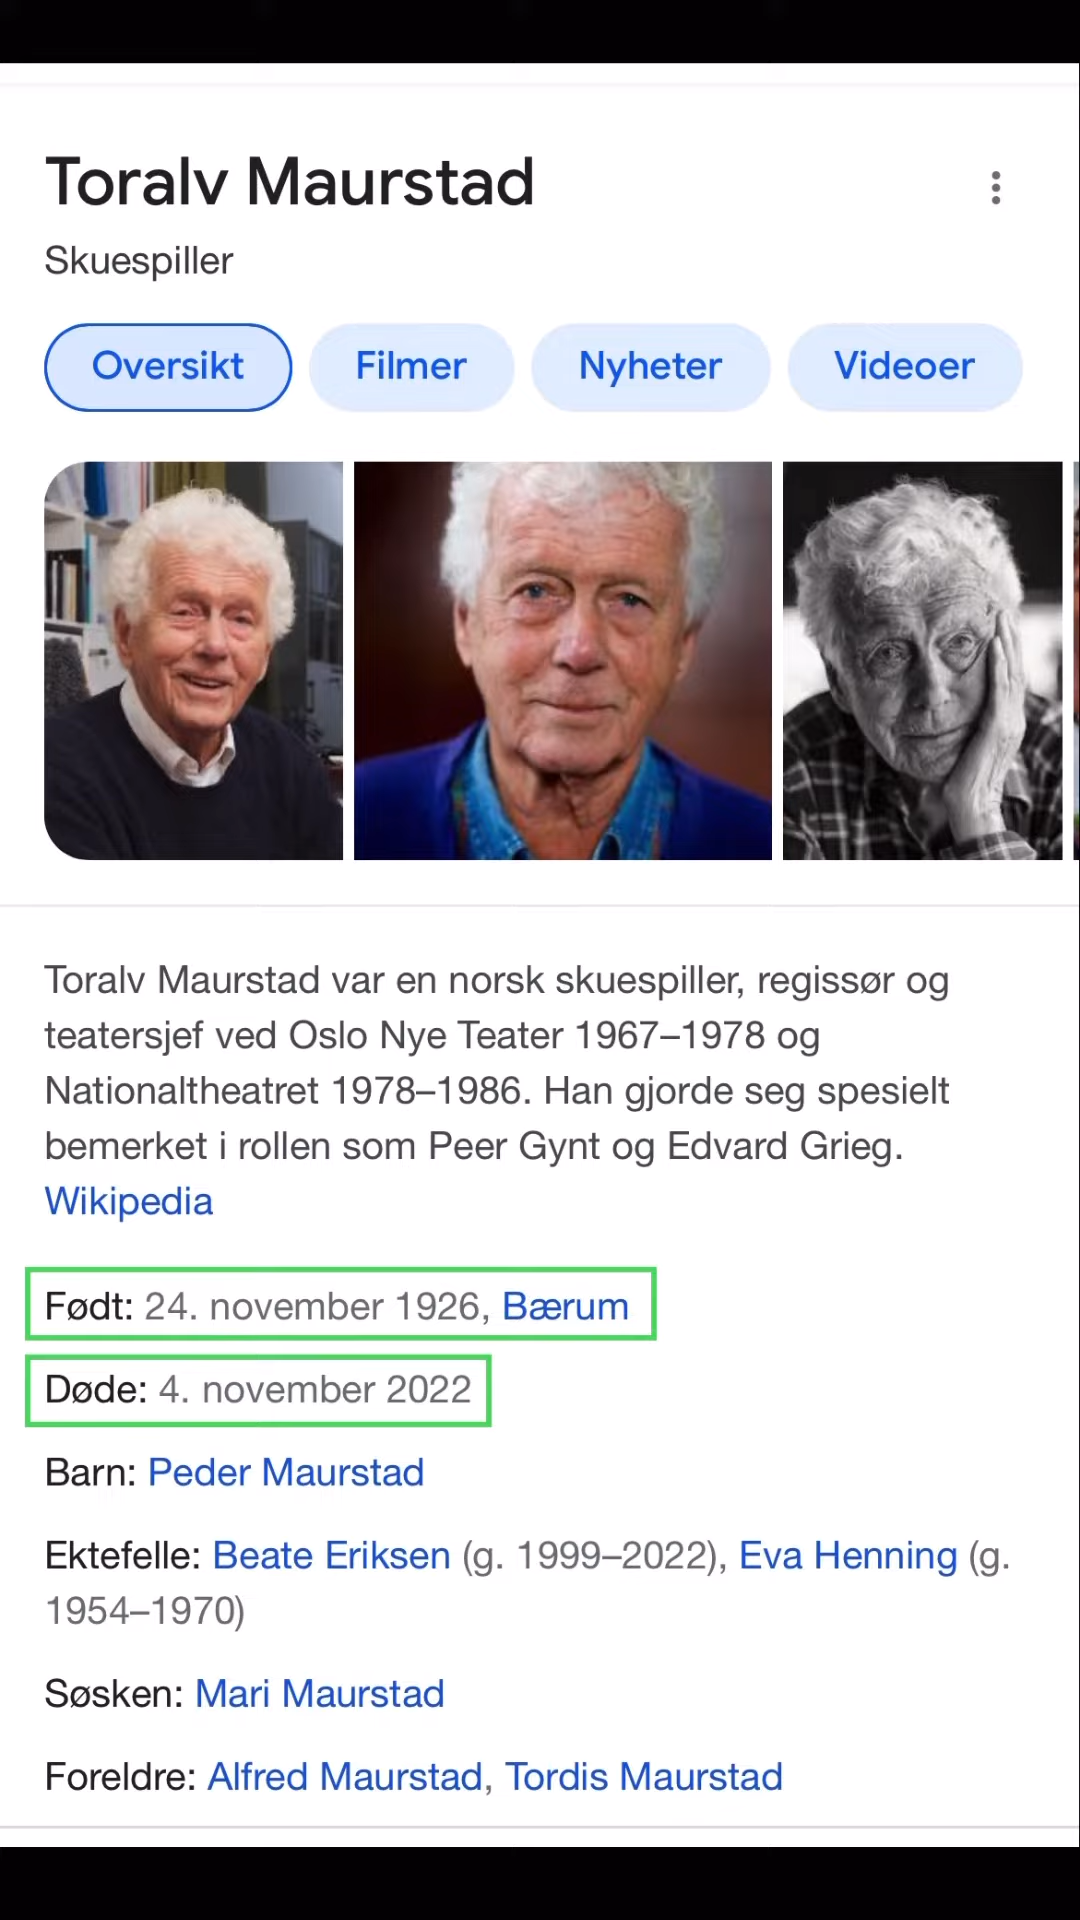 Toralv Maurstad
Skuespiller
Oversikt
Filmer
Nyheter
Videoer
Toralv Maurstad var en norsk skuespiller, regissør og
teatersjef ved Oslo Nye Teater 1967–1978 og
Nationaltheatret 1978–1986. Han gjorde seg spesielt
bemerket i rollen som Peer Gynt og Edvard Grieg.
Wikipedia
Født: 24. november 1926, Bærum
Døde: 4. november 2022
Barn: Peder Maurstad
Ektefelle: Beate Eriksen (g. 1999–2022), Eva Henning (g.
1954–1970)
Søsken: Mari Maurstad
Foreldre: Alfred Maurstad, Tordis Maurstad